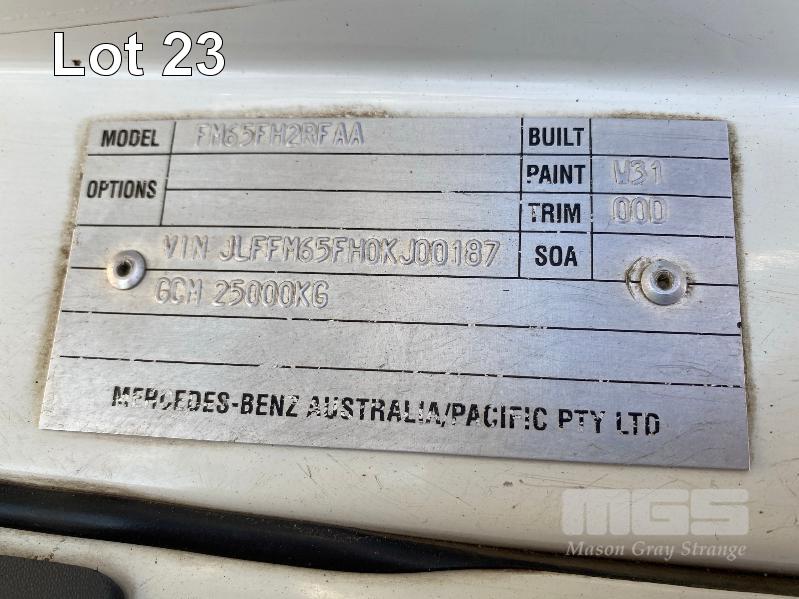 Lot 23
MODEL FM65FH2RFAA BUILT
OPTIONS PAINT W31
TRIM 000
VIN JLFFM65FH0KJ00187 SOA
GCM 25000KG
MERCEDES-BENZ AUSTRALIA/PACIFIC PTY LTD
MGS
Mason Gray Strange